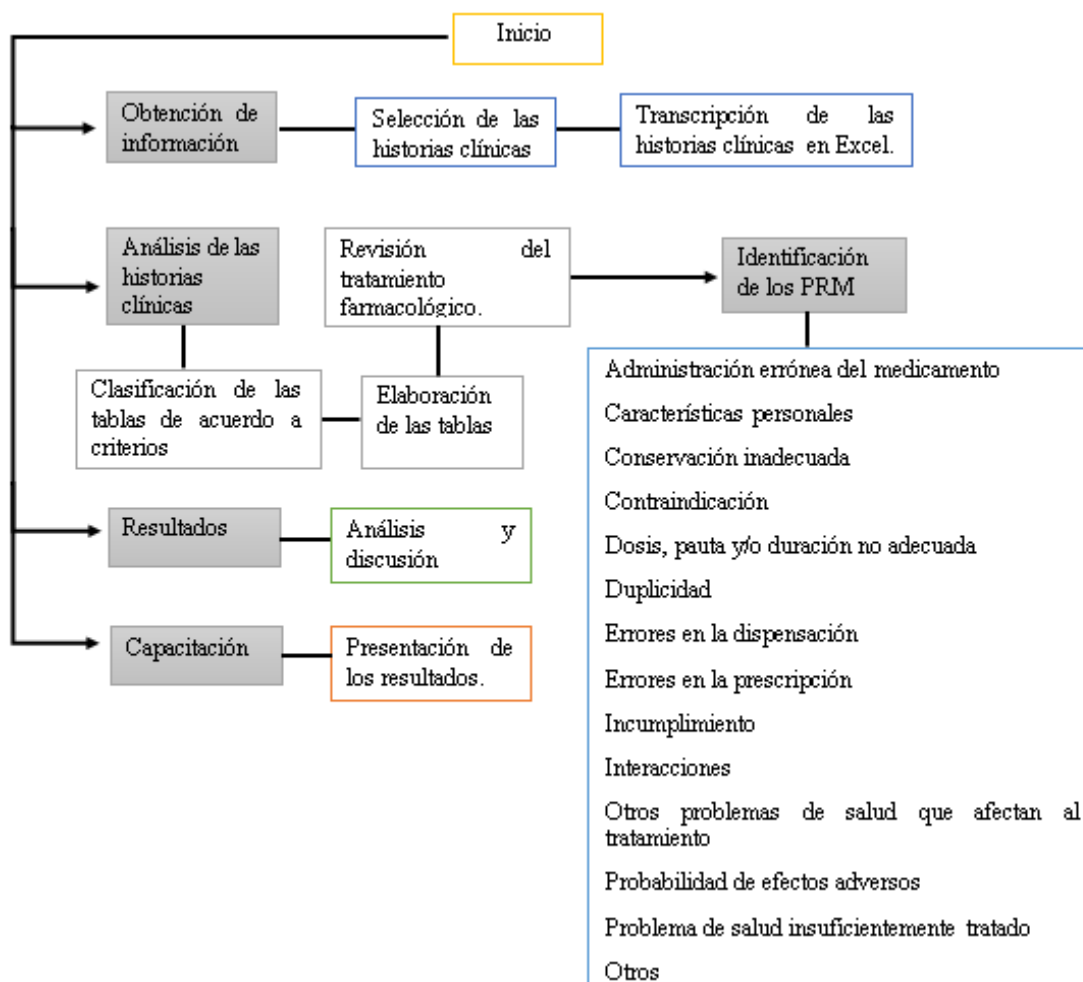 Inicio
Obtención de
información
Selección de las
historias clínicas
Transcripción de las
historias clínicas en Excel.
Análisis de las
historias
clínicas
Revisión del
tratamiento
farmacológico.
Identificación
de los PRM
Clasificación de las
tablas de acuerdo a
criterios
Elaboración
de las tablas
Administración errónea del medicamento
Características personales
Conservación inadecuada
Contraindicación
Dosis, pauta y/o duración no adecuada
Duplicidad
Errores en la dispensación
Errores en la prescripción
Incumplimiento
Interacciones
Otros problemas de salud que afectan al
tratamiento
Probabilidad de efectos adversos
Problema de salud insuficientemente tratado
Otros
Resultados
Análisis y
discusión
Capacitación
Presentación de
los resultados.